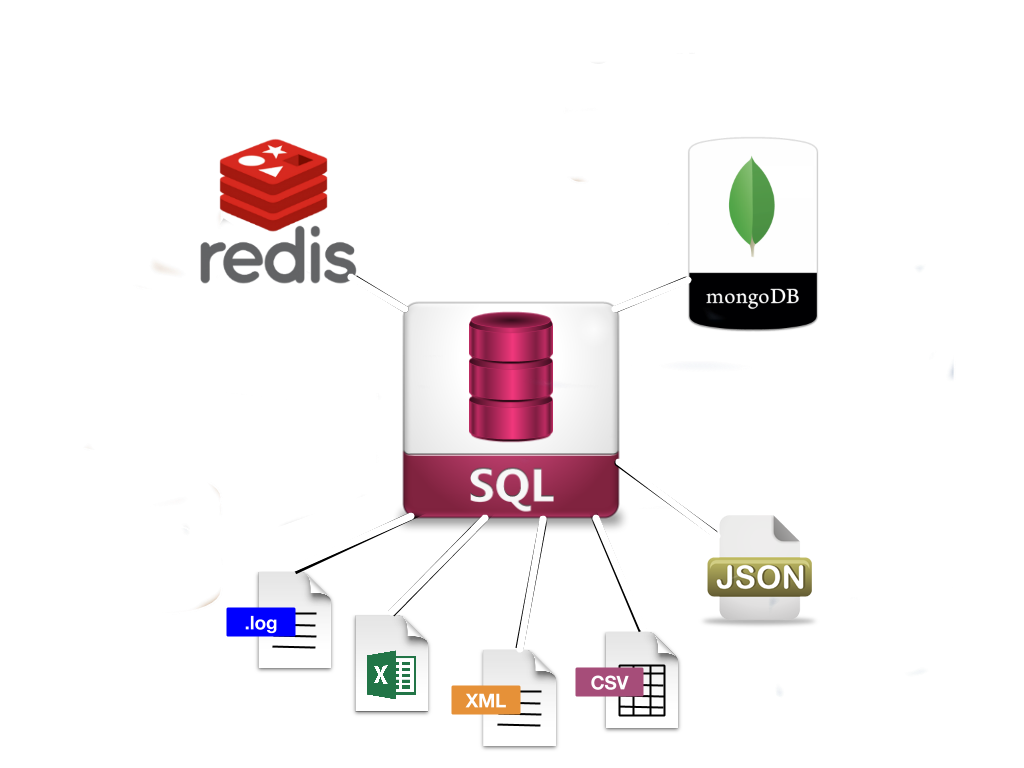 redis
mongoDB
SQL
JSON
.log
X
XML
CSV